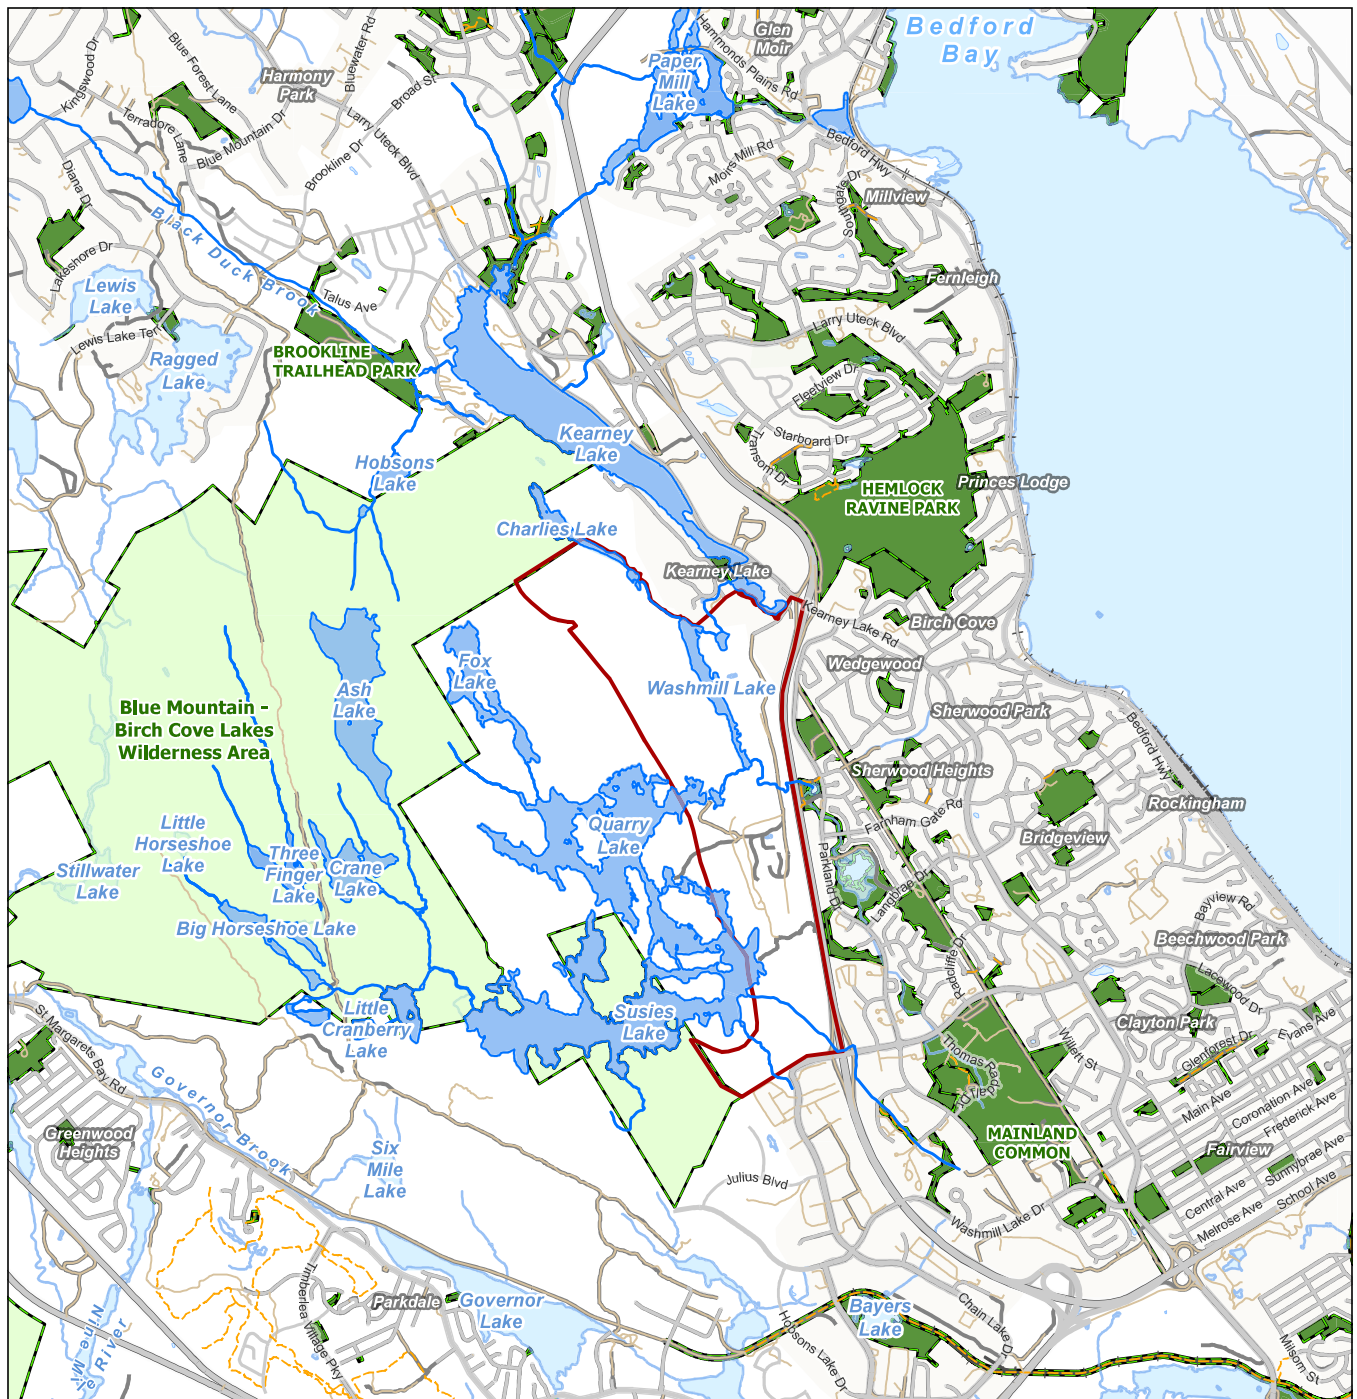 Bedford
Bay
Glen
Moir
Hammonds Plains Rd
Paper
Mill
Lake
Harmony
Park
Kingswood Dr
Blue Forest Lane
Bluewater Rd
Broad St
Terradore Lane
Blue Mountain Dr
Larry Uteck Blvd
Brookline Dr
Diana Dr
Lakeshore Dr
Black Duck Brook
Bedford Hwy
Moirs Mill Rd
Southgate Dr
Millview
Fernleigh
Lewis
Lake
Talus Ave
Lewis Lake Terr
Ragged
Lake
BROOKLINE
TRAILHEAD PARK
Larry Uteck Blvd
Fleetview Dr
Starboard Dr
Transom Dr
Kearney
Lake
Hobsons
Lake
HEMLOCK
RAVINE PARK
Princes Lodge
Charlies Lake
Kearney Lake
Kearney Lake Rd
Birch Cove
Wedgewood
Fox
Lake
Ash
Lake
Washmill Lake
Blue Mountain -
Birch Cove Lakes
Wilderness Area
Sherwood Park
Bedford Hwy
Sherwood Heights
Rockingham
Farnham Gate Rd
Bridgeview
Little
Horseshoe
Lake
Quarry
Lake
Three
Finger
Lake
Crane
Lake
Stillwater
Lake
Parkland Dr
Langbrae Dr
Bayview Rd
Big Horseshoe Lake
Radcliffe Dr
Beechwood Park
Lacewood Dr
Little
Cranberry
Lake
Susies
Lake
Clayton Park
Evans Ave
Glenforest Dr
St Margarets Bay Rd
Willett St
Thomas Raddall Dr
Governor Brook
Main Ave
Coronation Ave
Frederick Ave
Greenwood
Heights
MAINLAND
COMMON
Fairview
Sunnybrae Ave
Six
Mile
Lake
Julius Blvd
Central Ave
School Ave
Melrose Ave
Washmill Lake Dr
Timberlea Village Pky
Parkdale
Governor
Lake
Bayers
Lake
Chain Lake Dr
Hobsons Lake Dr
Milsom St
Nine Mile
River